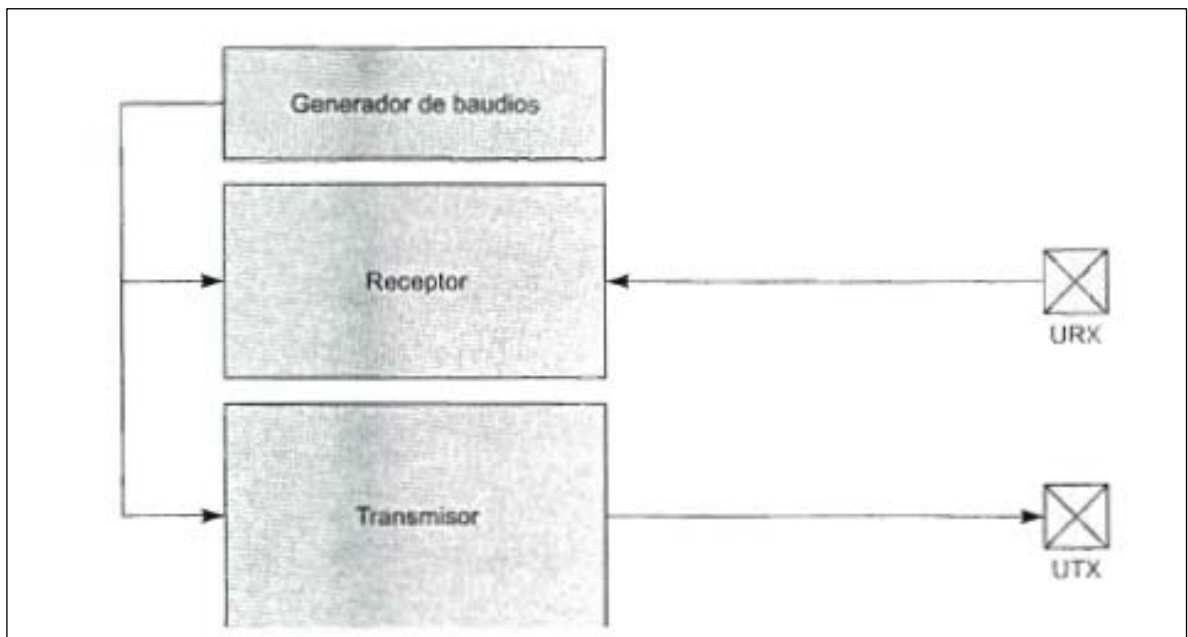 Generador de baudios
Receptor
URX
Transmisor
UTX